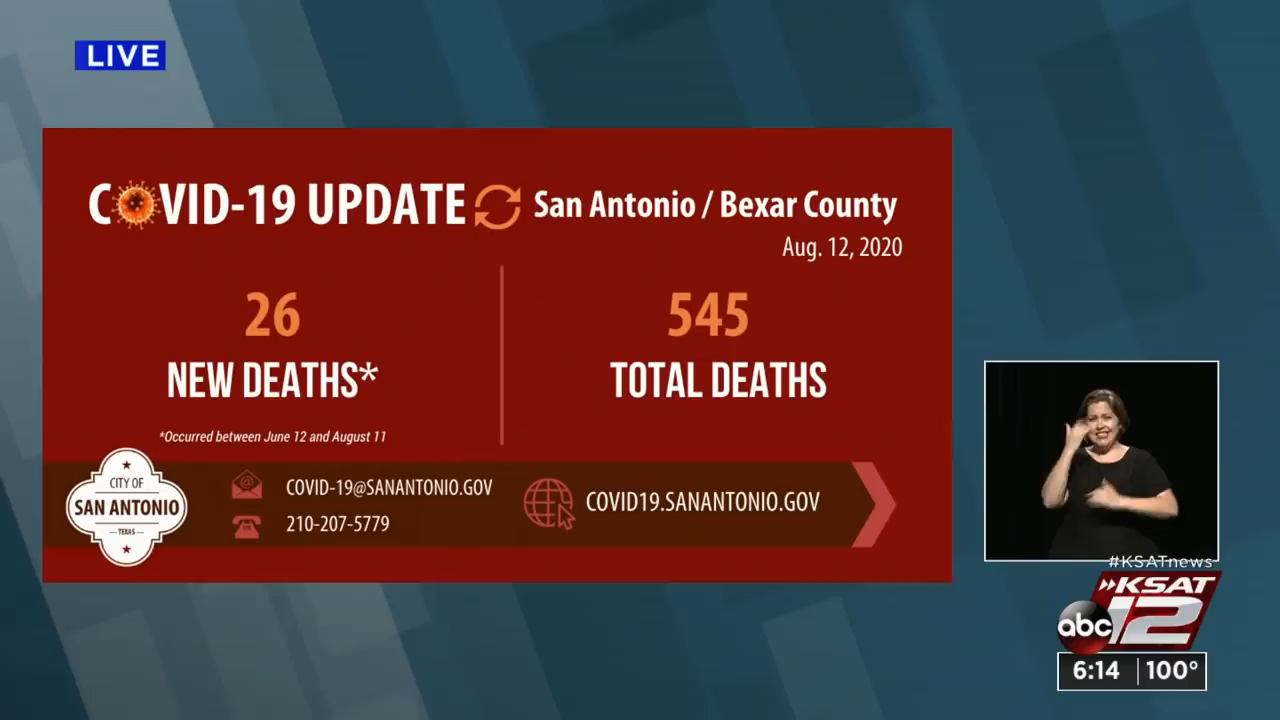 LIVE
COVID-19 UPDATE
San Antonio / Bexar County
Aug. 12, 2020
26
NEW DEATHS*
*Occurred between June 12 and August 11
545
TOTAL DEATHS
CITY OF
SAN ANTONIO
TEXAS
COVID-19@SANANTONIO.GOV
210-207-5779
COVID19.SANANTONIO.GOV
#KSATnews
KSAT
abc 12
6:14 100°